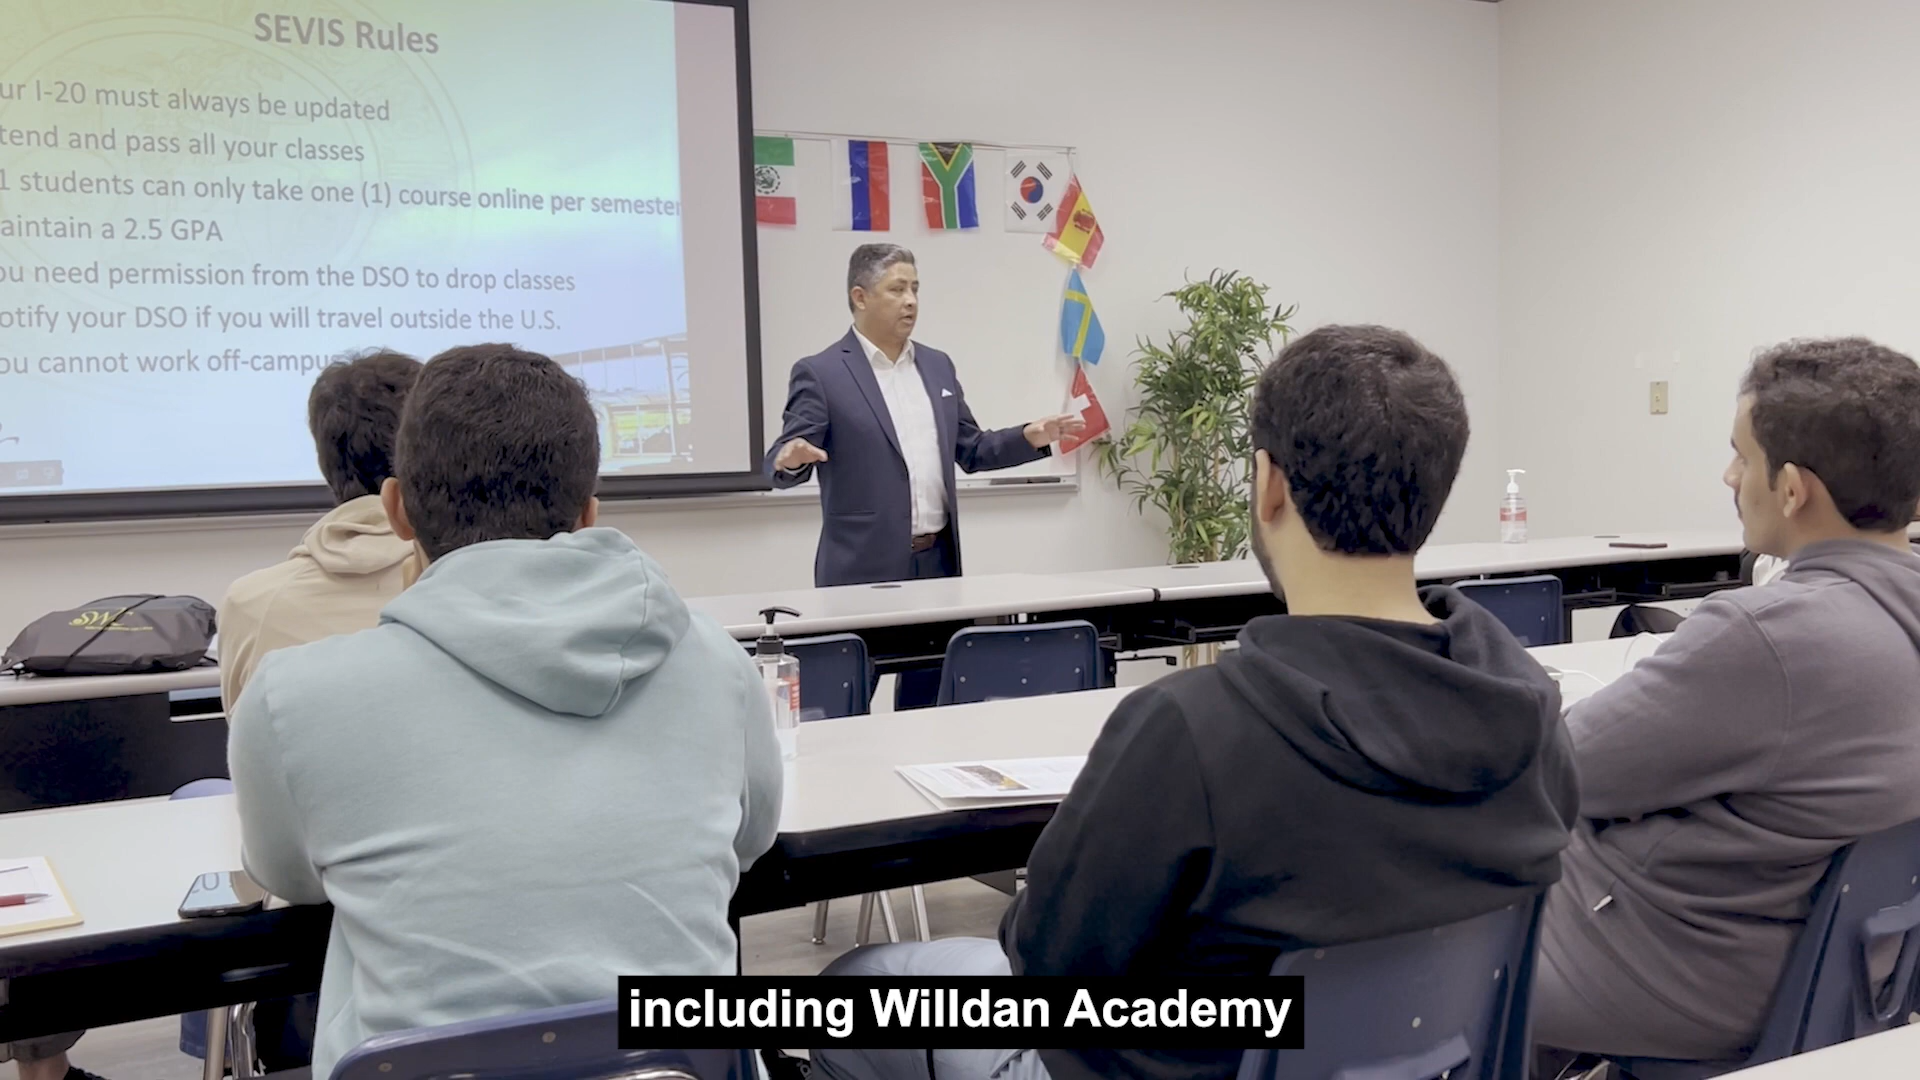 SEVIS Rules
ur I-20 must always be updated
tend and pass all your classes
1 students can only take one (1) course online per semester
aintain a 2.5 GPA
ou need permission from the DSO to drop classes
otify your DSO if you will travel outside the U.S.
ou cannot work off-campus
SW
including Willdan Academy